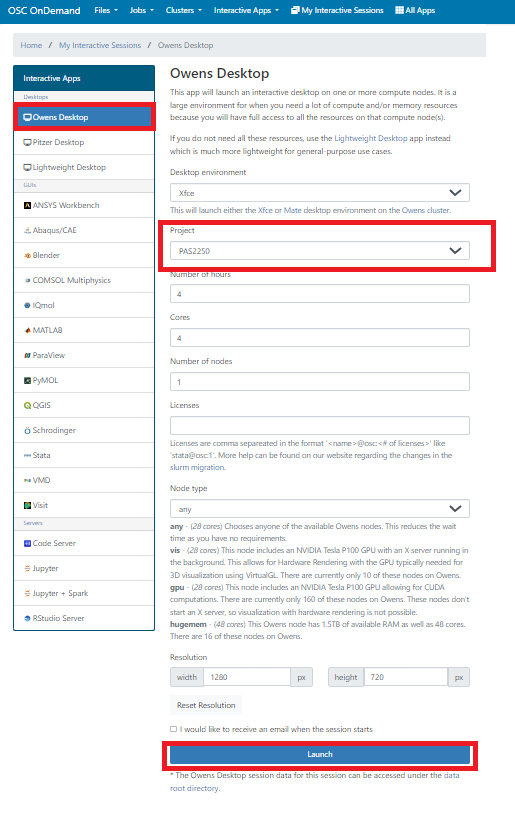 OSC OnDemand Files Jobs Clusters Interactive Apps My Interactive Sessions All Apps
Home / My Interactive Sessions / Owens Desktop
Interactive Apps
Desktops
Owens Desktop
Pitzer Desktop
Lightweight Desktop
GUIs
ANSYS Workbench
Abaqus/CAE
Blender
COMSOL Multiphysics
IQmol
MATLAB
ParaView
PyMOL
QGIS
Schrodinger
Stata
VMD
Visit
Servers
Code Server
Jupyter
Jupyter + Spark
RStudio Server
Owens Desktop
This app will launch an interactive desktop on one or more compute nodes. It is a
large environment for when you need a lot of compute and/or memory resources
because you will have full access to all the resources on that compute node(s).
If you do not need all these resources, use the Lightweight Desktop app instead
which is much more lightweight for general-purpose use cases.
Desktop environment
Xfce
This will launch either the Xfce or Mate desktop environment on the Owens cluster.
Project
PAS2250
Number of hours
4
Cores
4
Number of nodes
1
Licenses
Licenses are comma separeated in the format '<name>@osc:<# of licenses>' like
'stata@osc:1'. More help can be found on our website regarding the changes in the
slurm migration.
Node type
any
any - (28 cores) Chooses anyone of the available Owens nodes. This reduces the wait
time as you have no requirements.
vis - (28 cores) This node includes an NVIDIA Tesla P100 GPU with an X server running in
the background. This allows for Hardware Rendering with the GPU typically needed for
3D visualization using VirtualGL. There are currently only 10 of these nodes on Owens.
gpu - (28 cores) This node includes an NVIDIA Tesla P100 GPU allowing for CUDA
computations. There are currently only 160 of these nodes on Owens. These nodes don't
start an X server, so visualization with hardware rendering is not possible.
hugemem - (48 cores) This Owens node has 1.5TB of available RAM as well as 48 cores.
There are 16 of these nodes on Owens.
Resolution
width 1280 px height 720 px
Reset Resolution
I would like to receive an email when the session starts
Launch
* The Owens Desktop session data for this session can be accessed under the data
root directory.